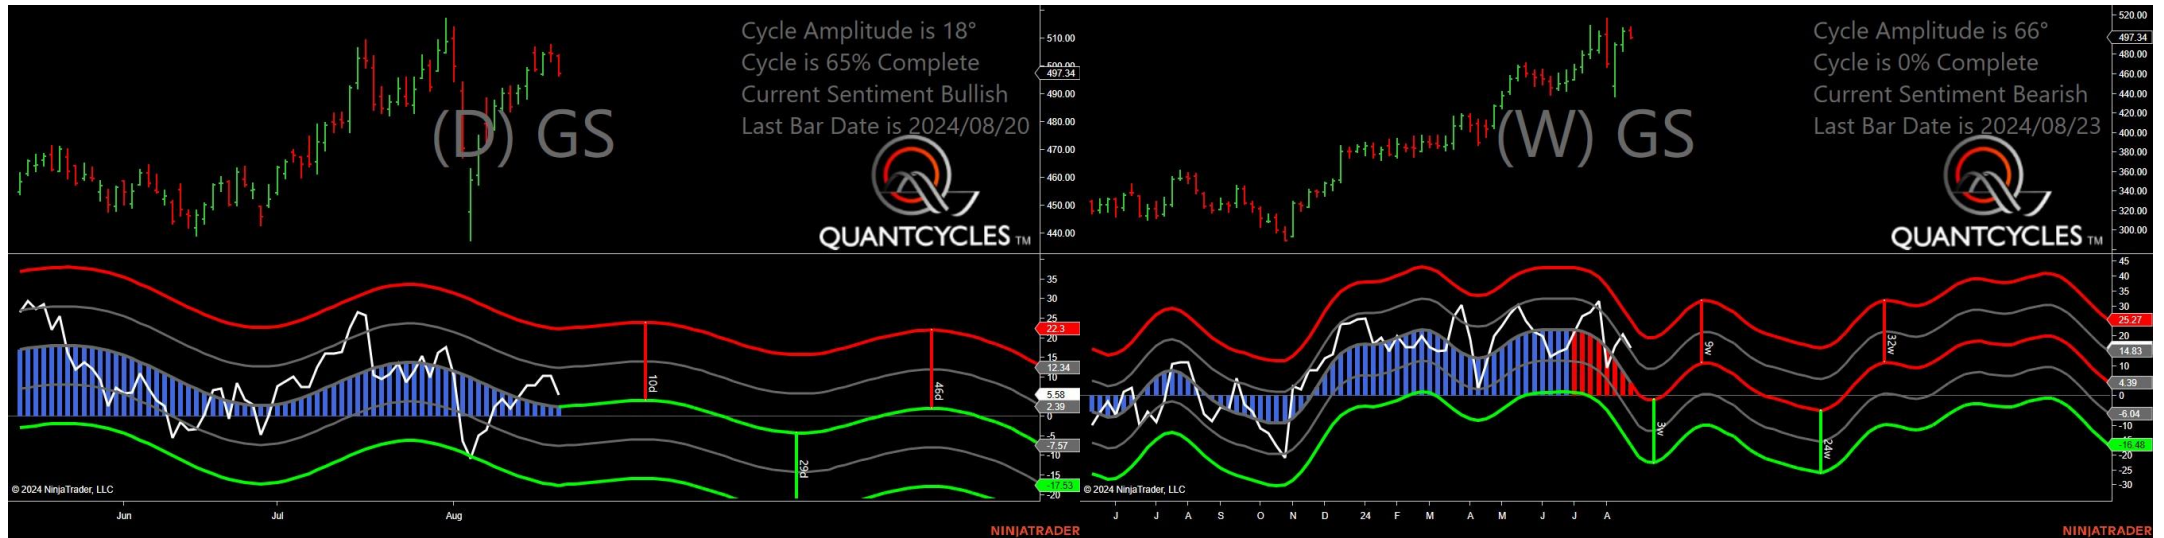 Cycle Amplitude is 18°
Cycle is 65% Complete
Current Sentiment Bullish
Last Bar Date is 2024/08/20
(D) GS
QUANTCYCLES TM
510.00
500.00
497.34
490.00
480.00
470.00
460.00
450.00
440.00
35
30
25
22.3
20
15
12.34
10
5.58
2.39
0
-5
-7.57
-10
-15
-17.53
-20
10d
29d
46d
© 2024 NinjaTrader, LLC
Jun Jul Aug
NINJATRADER
Cycle Amplitude is 66°
Cycle is 0% Complete
Current Sentiment Bearish
Last Bar Date is 2024/08/23
(W) GS
QUANTCYCLES TM
520.00
497.34
480.00
460.00
440.00
420.00
400.00
380.00
360.00
340.00
320.00
300.00
45
40
35
30
25.27
20
14.83
10
4.39
0
-6.04
-10
-16.48
-20
-25
-30
3w
9w
24w
32w
© 2024 NinjaTrader, LLC
J J A S O N D 24 F M A M J J A
NINJATRADER